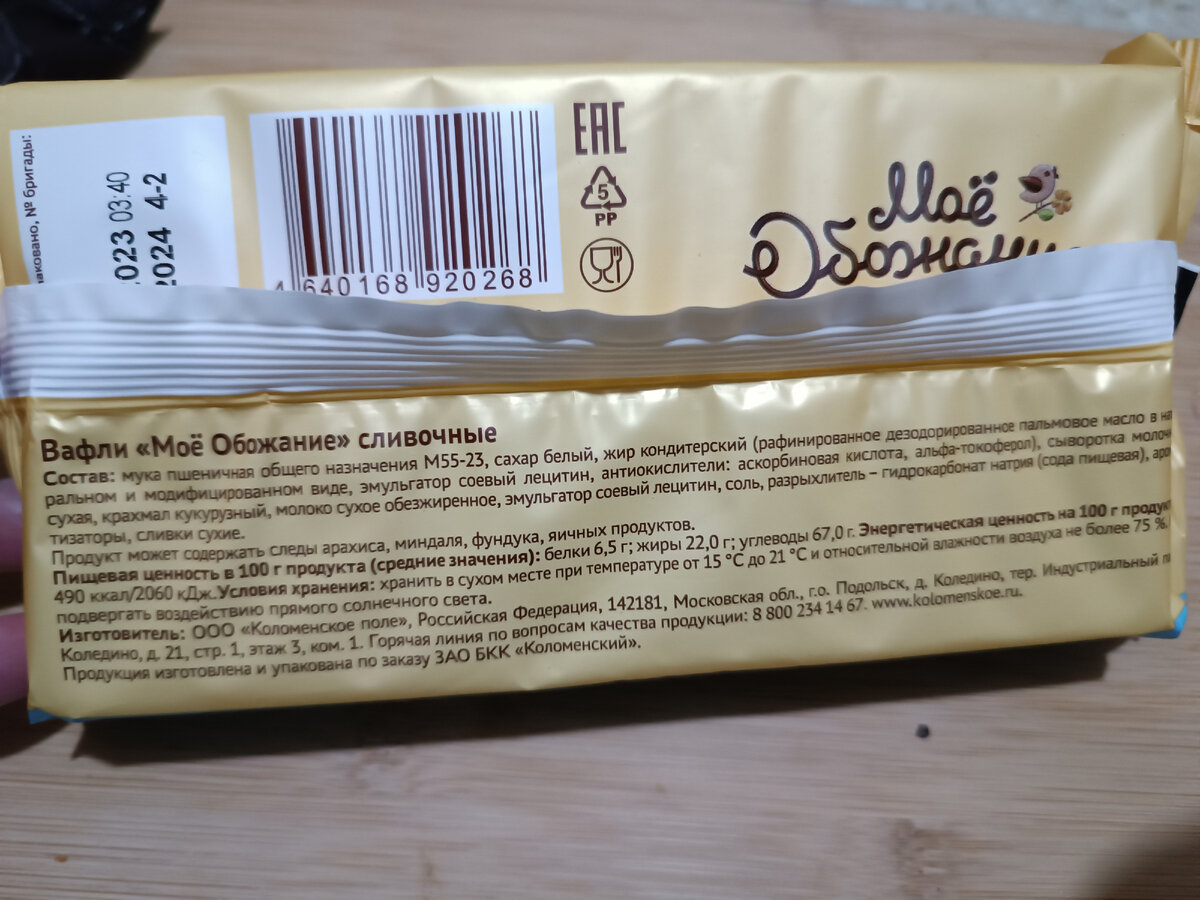 № бригады:
2023 03:40
2024 4-2
4 640168 920268
EAC
5
PP
Моё
Обожани
Вафли «Моё Обожание» сливочные
Состав: мука пшеничная общего назначения М55-23, сахар белый, жир кондитерский (рафинированное дезодорированное пальмовое масло в на
ральном и модифицированном виде, эмульгатор соевый лецитин, антиокислители: аскорбиновая кислота, альфа-токоферол), сыворотка молоч
сухая, крахмал кукурузный, молоко сухое обезжиренное, эмульгатор соевый лецитин, соль, разрыхлитель – гидрокарбонат натрия (сода пищевая), аро
тизаторы, сливки сухие.
Продукт может содержать следы арахиса, миндаля, фундука, яичных продуктов.
Пищевая ценность в 100 г продукта (средние значения): белки 6,5 г; жиры 22,0 г; углеводы 67,0 г. Энергетическая ценность на 100 г продук
490 ккал/2060 кДж. Условия хранения: хранить в сухом месте при температуре от 15 °С до 21 °С и относительной влажности воздуха не более 75 %.
подвергать воздействию прямого солнечного света.
Изготовитель: ООО «Коломенское поле», Российская Федерация, 142181, Московская обл., г.о. Подольск, д. Коледино, тер. Индустриальный п
Коледино, д. 21, стр. 1, этаж 3, ком. 1. Горячая линия по вопросам качества продукции: 8 800 234 14 67. www.kolomenskoe.ru.
Продукция изготовлена и упакована по заказу ЗАО БКК «Коломенский».